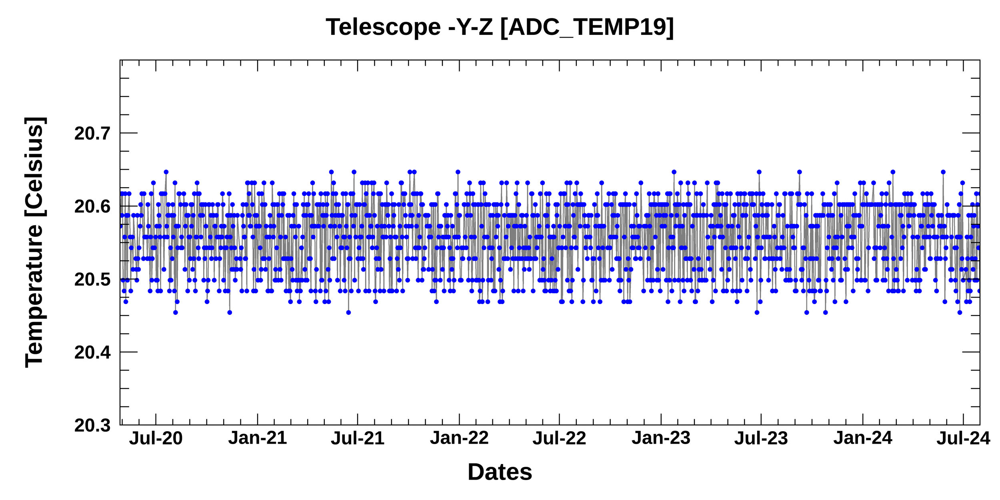 Telescope -Y-Z [ADC_TEMP19]
Temperature [Celsius]
20.7
20.6
20.5
20.4
20.3
Jul-20 Jan-21 Jul-21 Jan-22 Jul-22 Jan-23 Jul-23 Jan-24 Jul-24
Dates